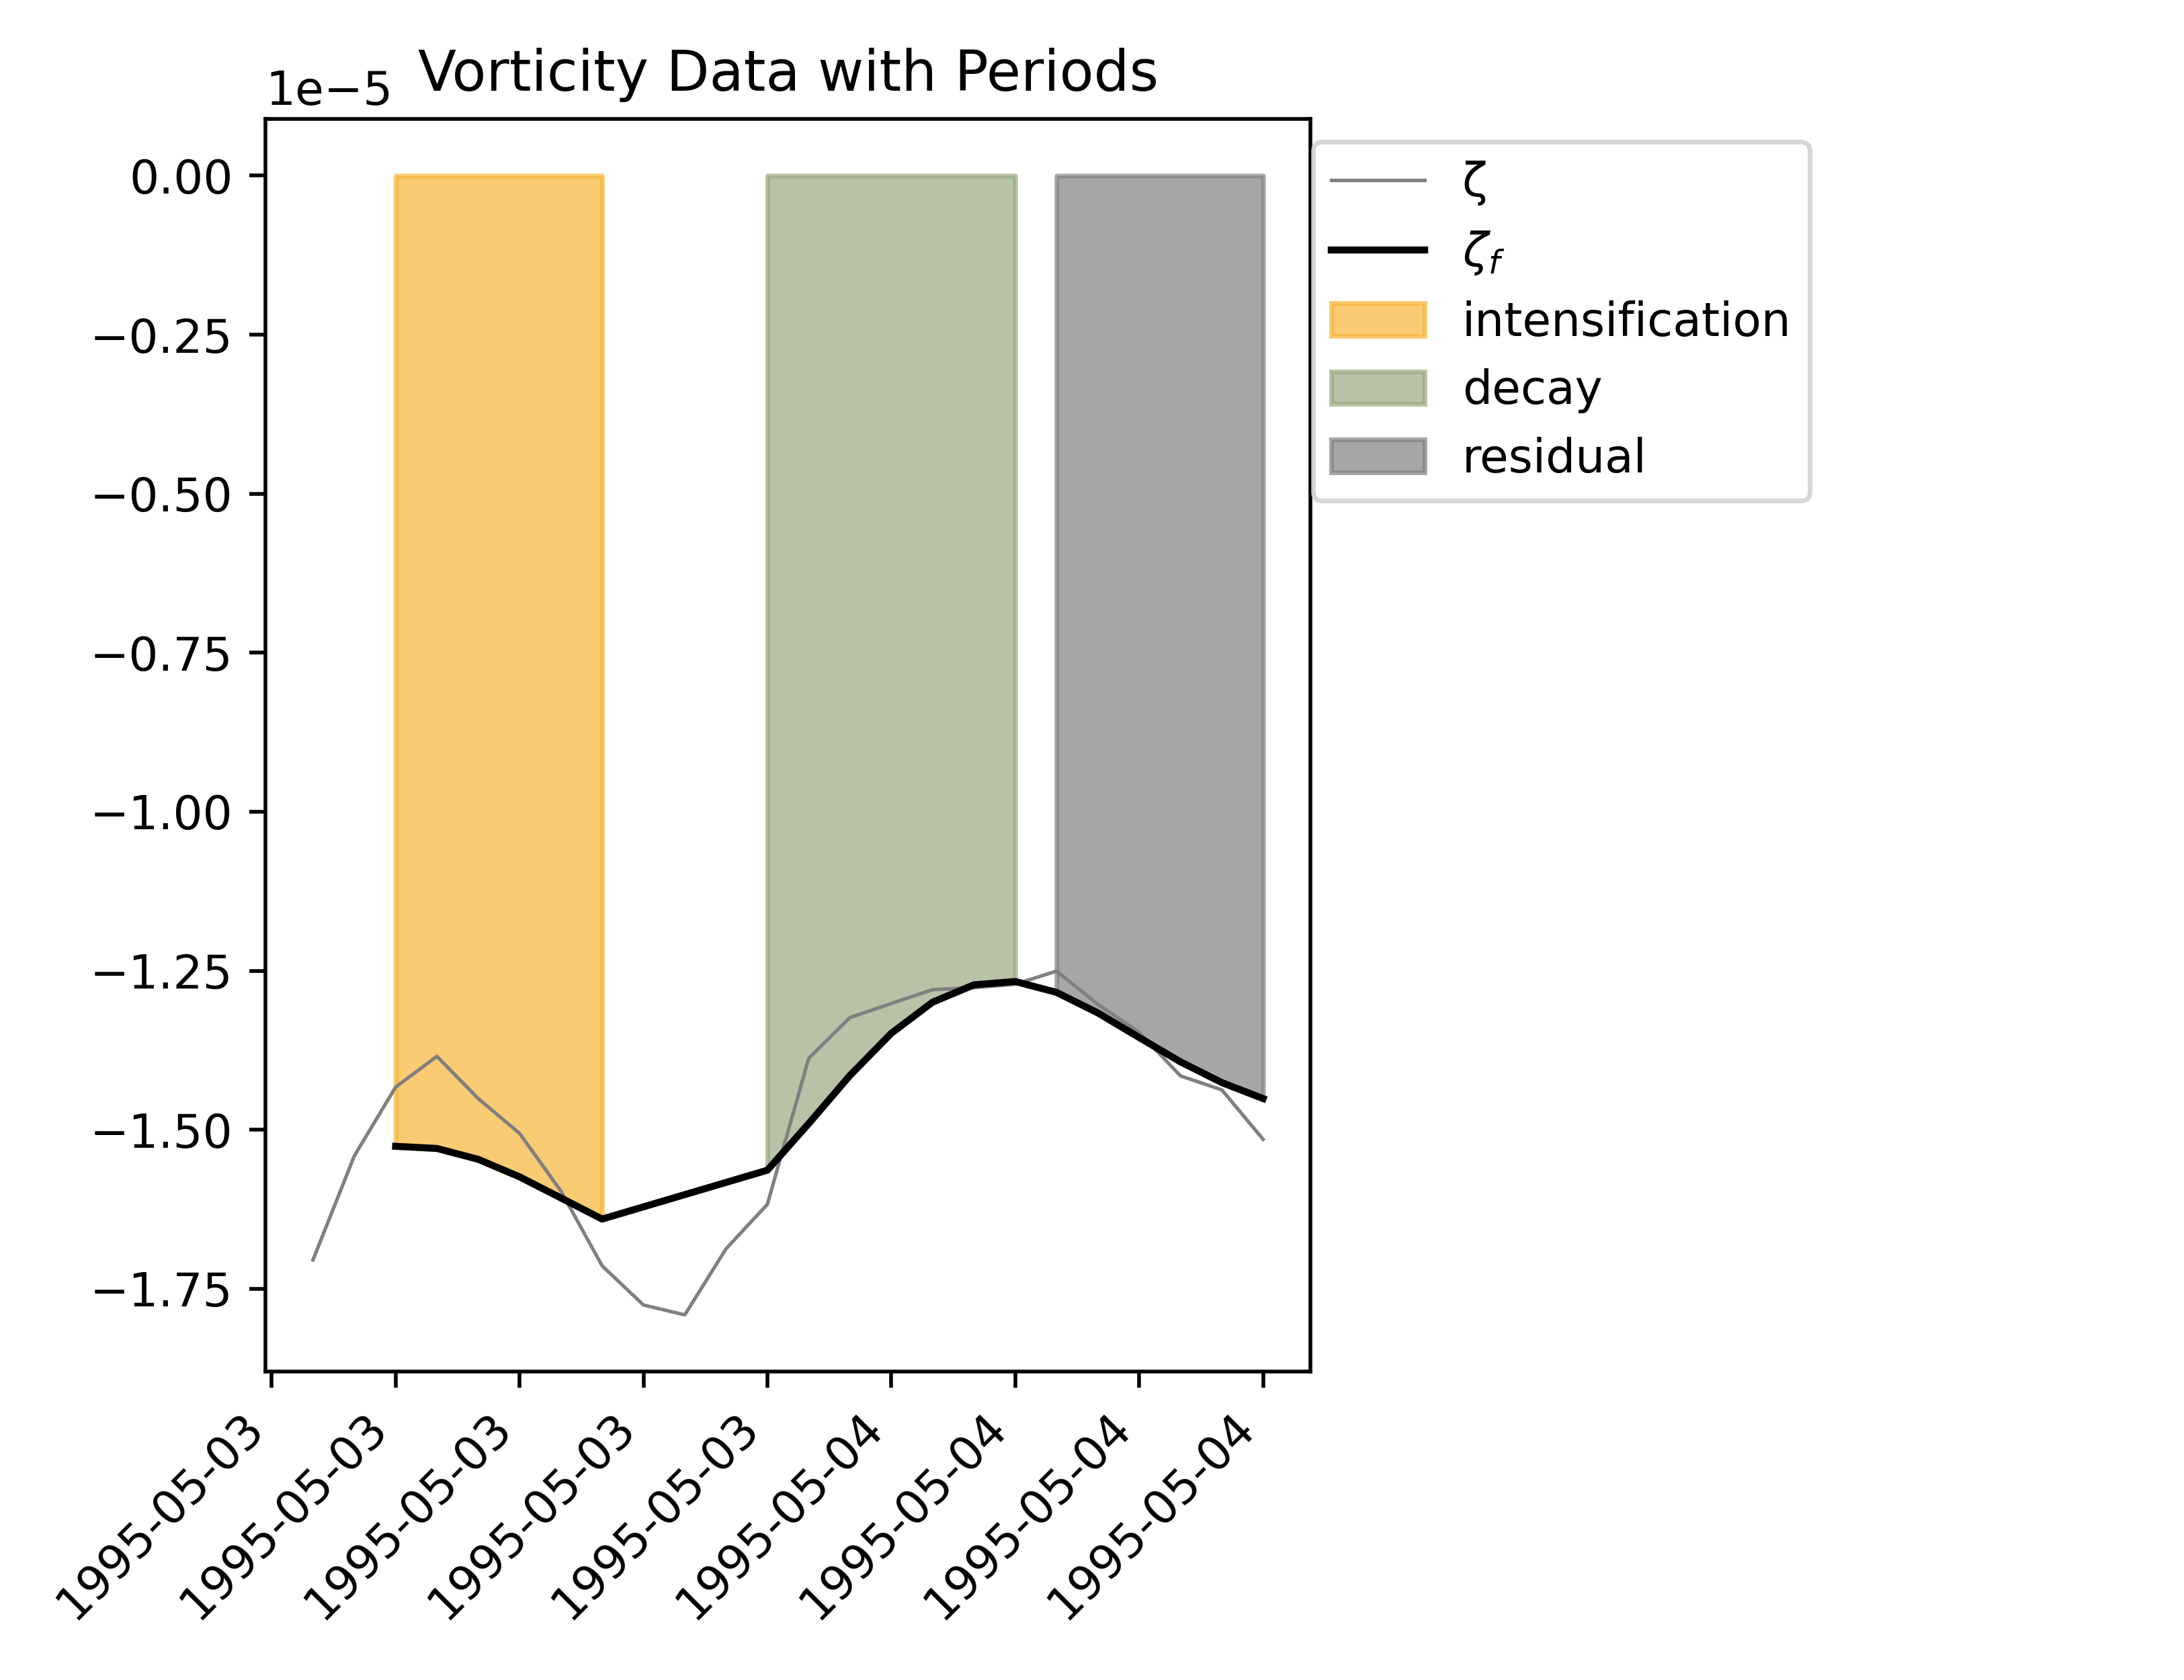 Vorticity Data with Periods
1e−5
0.00
−0.25
−0.50
−0.75
−1.00
−1.25
−1.50
−1.75
1995-05-03
1995-05-03
1995-05-03
1995-05-03
1995-05-03
1995-05-04
1995-05-04
1995-05-04
1995-05-04
ζ
ζf
intensification
decay
residual